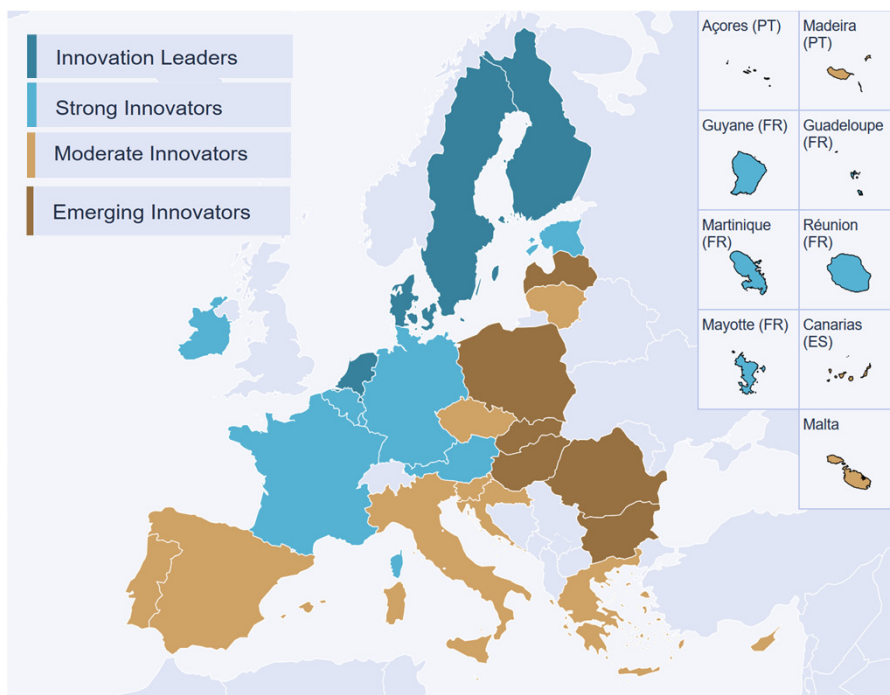 Innovation Leaders
Strong Innovators
Moderate Innovators
Emerging Innovators
Açores (PT)
Madeira
(PT)
Guyane (FR)
Guadeloupe
(FR)
Martinique
(FR)
Réunion
(FR)
Mayotte (FR)
Canarias
(ES)
Malta